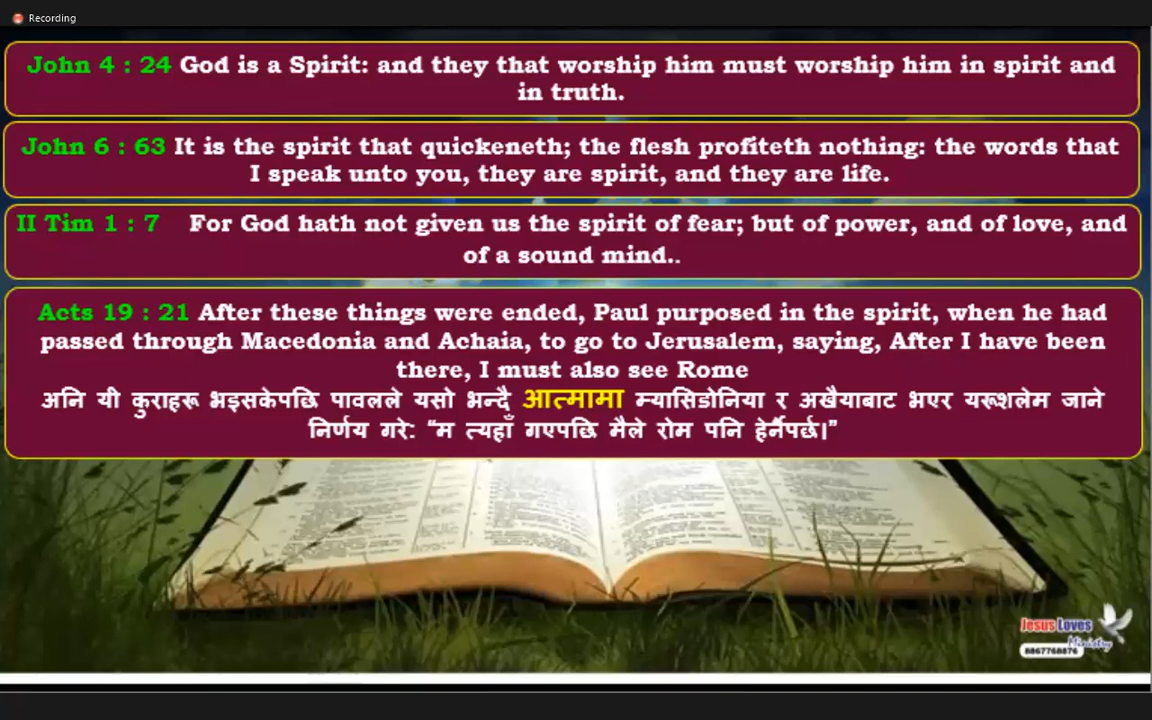 Recording
John 4 : 24 God is a Spirit: and they that worship him must worship him in spirit and
in truth.
John 6 : 63 It is the spirit that quickeneth; the flesh profiteth nothing: the words that
I speak unto you, they are spirit, and they are life.
II Tim 1 : 7 For God hath not given us the spirit of fear; but of power, and of love, and
of a sound mind..
Acts 19 : 21 After these things were ended, Paul purposed in the spirit, when he had
passed through Macedonia and Achaia, to go to Jerusalem, saying, After I have been
there, I must also see Rome
अनि यी कुराहरू भइसकेपछि पावलले यसो भन्दै आत्मामा म्यासिडोनिया र अखैयाबाट भएर यरूशलेम जाने
निर्णय गरे: “म त्यहाँ गएपछि मैले रोम पनि हेर्नैपर्छ।”
Jesus Loves
Ministry
8867768876